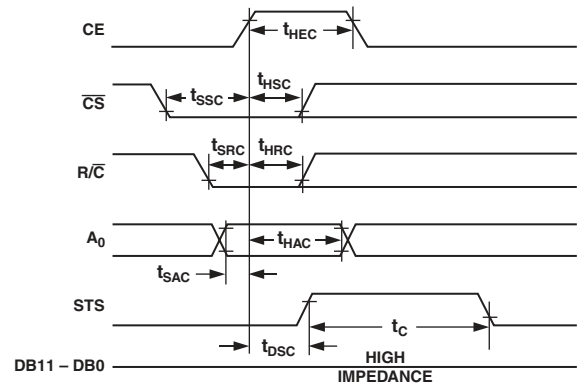 CE
tHEC
CS
tSSC
tHSC
R/C
tSRC
tHRC
A0
tHAC
tSAC
STS
tC
tDSC
DB11 – DB0
HIGH
IMPEDANCE